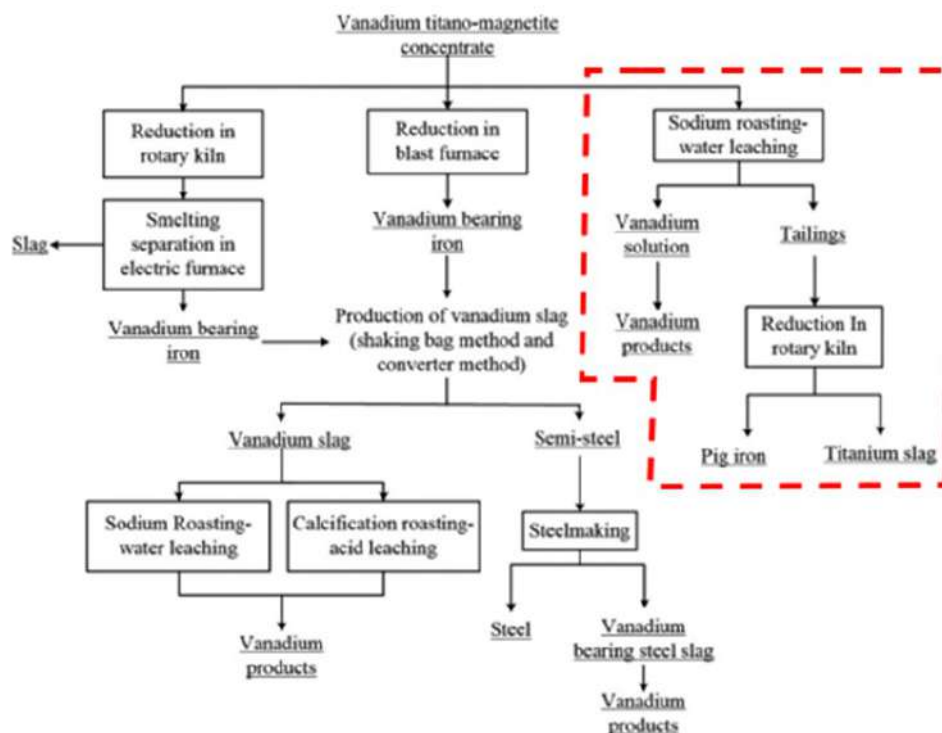 Vanadium titano-magnetite
concentrate
Reduction in
rotary kiln
Reduction in
blast furnace
Sodium roasting-
water leaching
Smelting
separation in
electric furnace
Slag
Vanadium bearing
iron
Vanadium
solution
Tailings
Vanadium bearing
iron
Production of vanadium slag
(shaking bag method and
converter method)
Vanadium
products
Reduction In
rotary kiln
Vanadium slag
Semi-steel
Pig iron
Titanium slag
Sodium Roasting-
water leaching
Calcification roasting-
acid leaching
Steelmaking
Vanadium
products
Steel
Vanadium
bearing steel slag
Vanadium
products